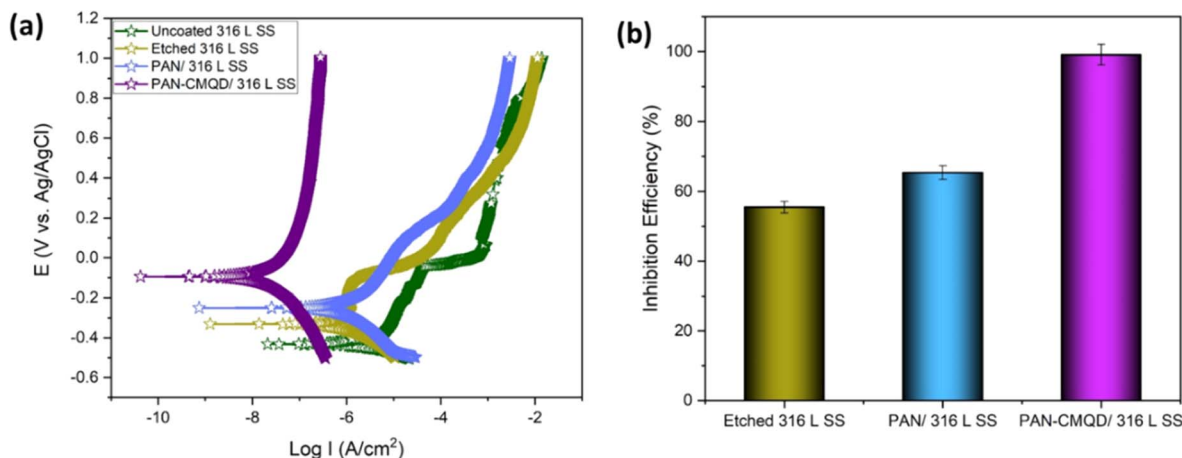 (a)
1.2
1.0
0.8
0.6
0.4
0.2
0.0
-0.2
-0.4
-0.6
E (V vs. Ag/AgCl)
Uncoated 316 L SS
Etched 316 L SS
PAN/ 316 L SS
PAN-CMQD/ 316 L SS
-10
-8
-6
-4
-2
Log I (A/cm²)
(b)
100
80
60
40
20
0
Inhibition Efficiency (%)
Etched 316 L SS
PAN/ 316 L SS
PAN-CMQD/ 316 L SS